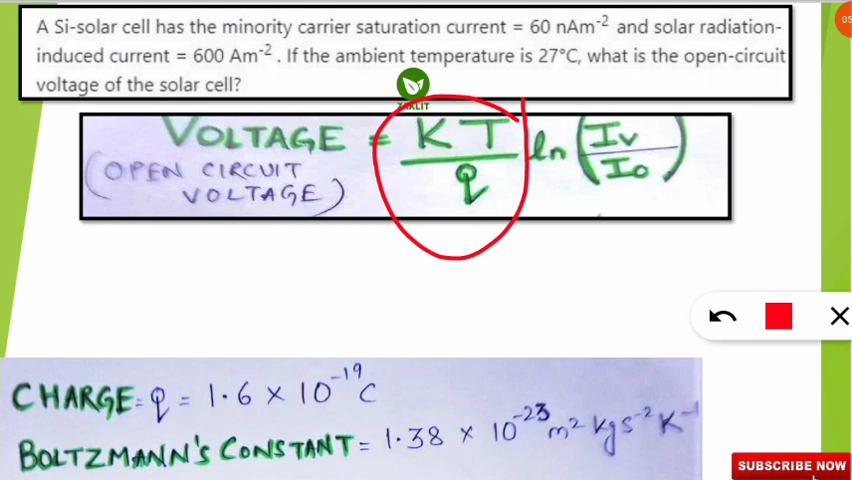 05
A Si-solar cell has the minority carrier saturation current = 60 nAm⁻² and solar radiation-
induced current = 600 Am⁻² . If the ambient temperature is 27°C, what is the open-circuit
voltage of the solar cell?
VOLTAGE = KT/q ln (Iv/Io)
(OPEN CIRCUIT
VOLTAGE)
CHARGE = q = 1.6 × 10⁻¹⁹C
BOLTZMANN'S CONSTANT = 1.38 × 10⁻²³ m² kg s⁻² K⁻¹
SUBSCRIBE NOW